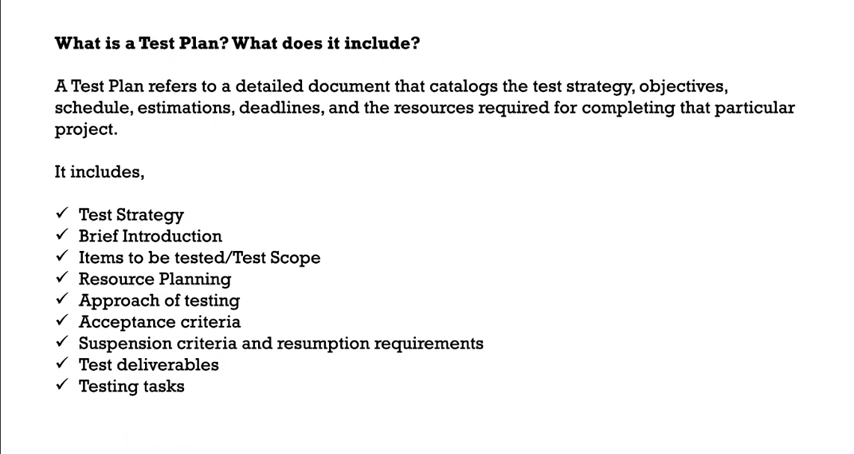 What is a Test Plan? What does it include?
A Test Plan refers to a detailed document that catalogs the test strategy, objectives,
schedule, estimations, deadlines, and the resources required for completing that particular
project.
It includes,
✓ Test Strategy
✓ Brief Introduction
✓ Items to be tested/Test Scope
✓ Resource Planning
✓ Approach of testing
✓ Acceptance criteria
✓ Suspension criteria and resumption requirements
✓ Test deliverables
✓ Testing tasks